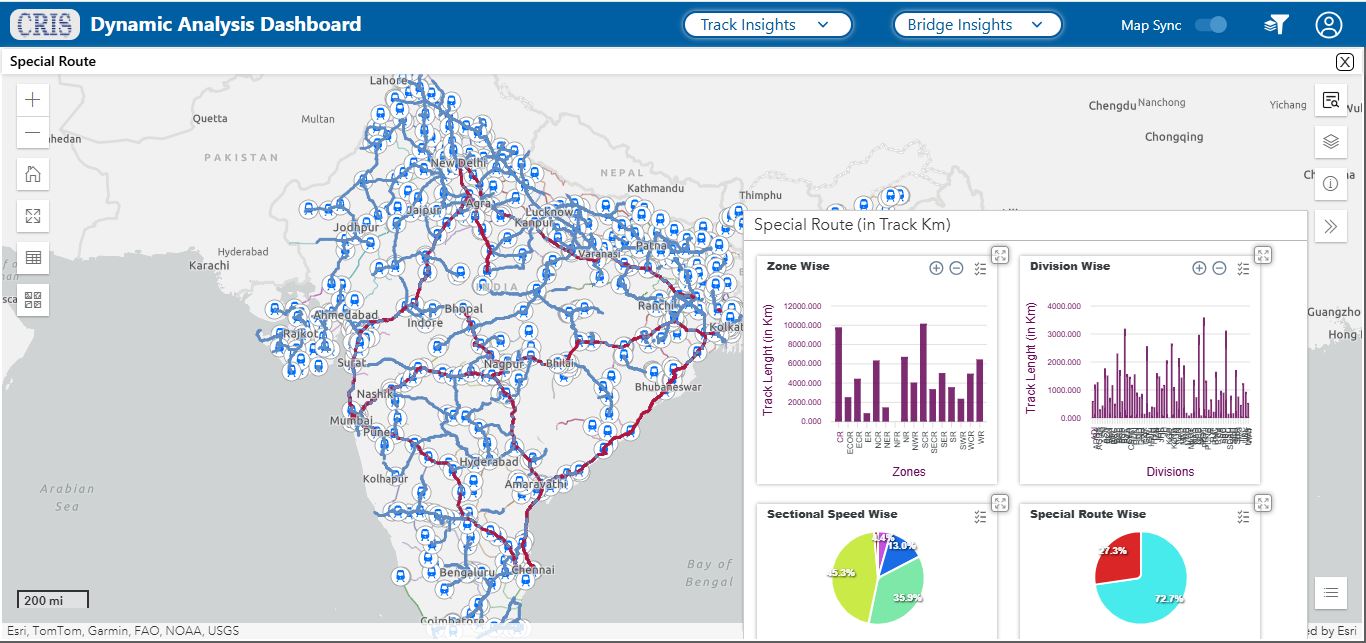 CRIS
Dynamic Analysis Dashboard
Track Insights
Bridge Insights
Map Sync
Special Route
Lahore
Quetta
Multan
PAKISTAN
New Delhi
NEPAL
Kathmandu
Thimphu
Chengdu
Nanchong
Yichang
Chongqing
Jaipur
Agra
Lucknow
Kanpur
Jodhpur
Patna
Varanasi
Hyderabad
Karachi
INDIA
Ranchi
Ahmedabad
Bhopal
Indore
Rajkot
Surat
Nagpur
Bhilai
Nashik
Bhubaneswar
Mumbai
Pune
Hyderabad
Kolhapur
Amaravathi
Arabian
Sea
Bay of
Bengal
Bengaluru
Chennai
Coimbatore
Guangzho
Hong
200 mi
Esri, TomTom, Garmin, FAO, NOAA, USGS
ed by Esri
Special Route (in Track Km)
Zone Wise
Track Lenght (in Km)
12000.000
10000.000
8000.000
6000.000
4000.000
2000.000
0.000
CR
ECOR
ECR
ER
NCR
NER
NFR
NR
NWR
SCR
SECR
SER
SR
SWR
WCR
WR
Zones
Division Wise
Track Lenght (in Km)
4000.000
3000.000
2000.000
1000.000
0.000
Divisions
Sectional Speed Wise
13.0%
35.9%
Special Route Wise
27.3%
72.7%